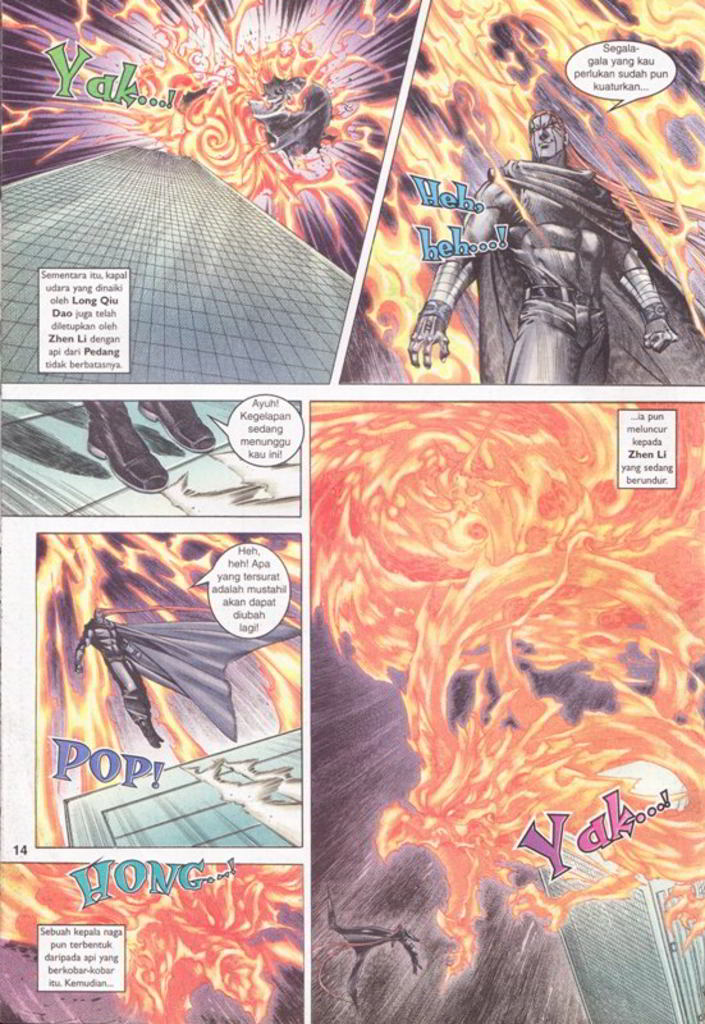 Yak...!
Sementara itu, kapal
udara yang dinaiki
oleh Long Qiu
Dao juga telah
diletupkan oleh
Zhen Li dengan
api dari Pedang
tidak berbatasnya.
Segala-
gala yang kau
perlukan sudah pun
kuaturkan...
Heh,
heh...!
Ayuh!
Kegelapan
sedang
menunggu
kau ini!
Heh,
heh! Apa
yang tersurat
adalah mustahil
akan dapat
diubah
lagi!
POP!
14
HONG...!
Sebuah kepala naga
pun terbentuk
daripada api yang
berkobar-kobar
itu. Kemudian...
...ia pun
meluncur
kepada
Zhen Li
yang sedang
berundur.
Yak...!